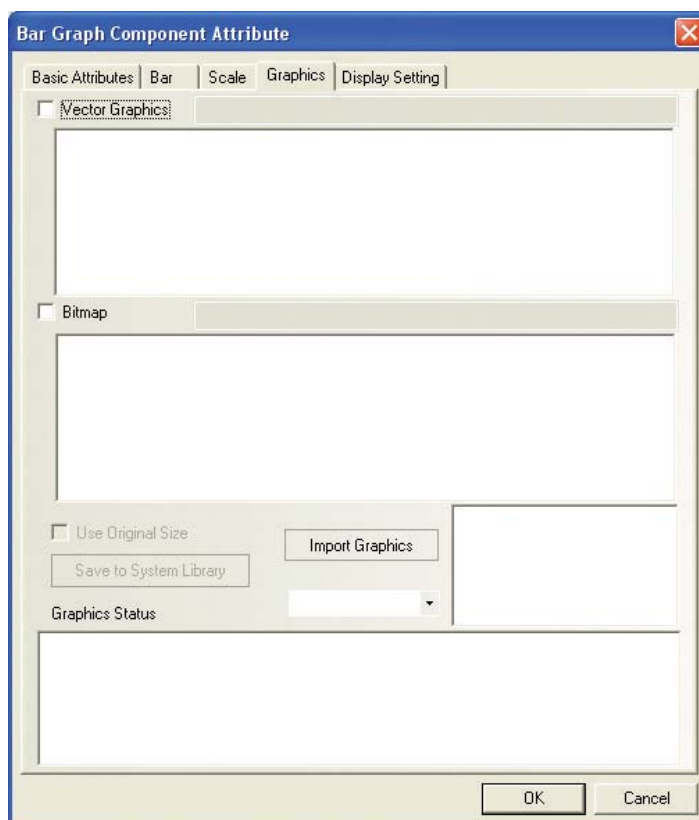 Bar Graph Component Attribute
Basic Attributes Bar Scale Graphics Display Setting
Vector Graphics
Bitmap
Use Original Size
Import Graphics
Save to System Library
Graphics Status
OK Cancel